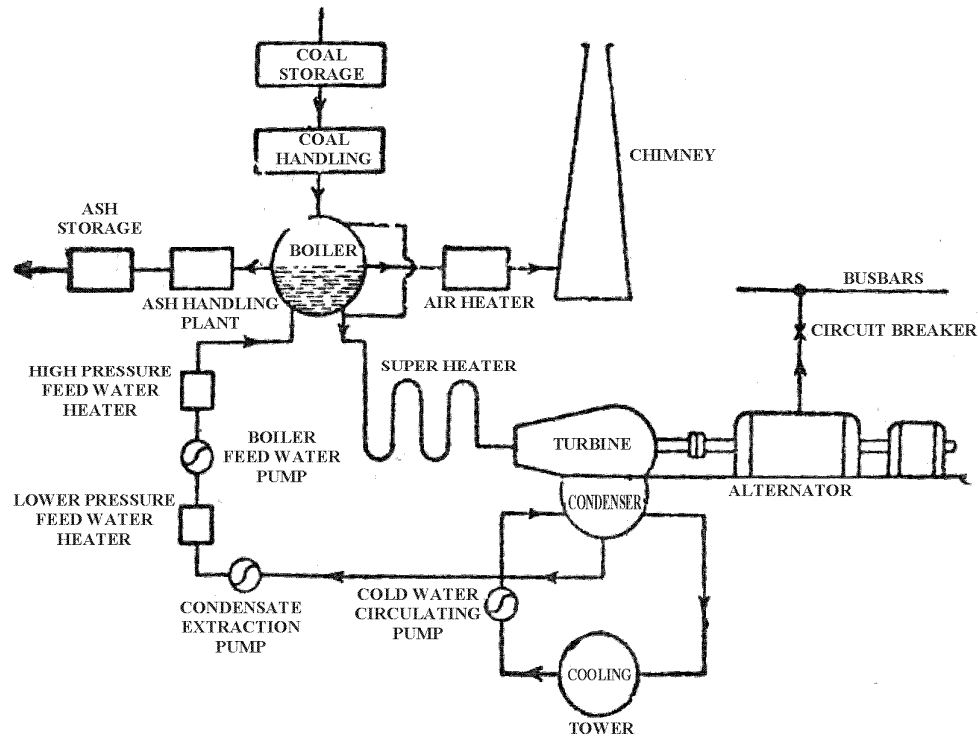 COAL
STORAGE
COAL
HANDLING
CHIMNEY
ASH
STORAGE
BOILER
ASH HANDLING
PLANT
AIR HEATER
BUSBARS
CIRCUIT BREAKER
SUPER HEATER
HIGH PRESSURE
FEED WATER
HEATER
BOILER
FEED WATER
PUMP
TURBINE
ALTERNATOR
LOWER PRESSURE
FEED WATER
HEATER
CONDENSER
COLD WATER
CIRCULATING
PUMP
CONDENSATE
EXTRACTION
PUMP
COOLING
TOWER